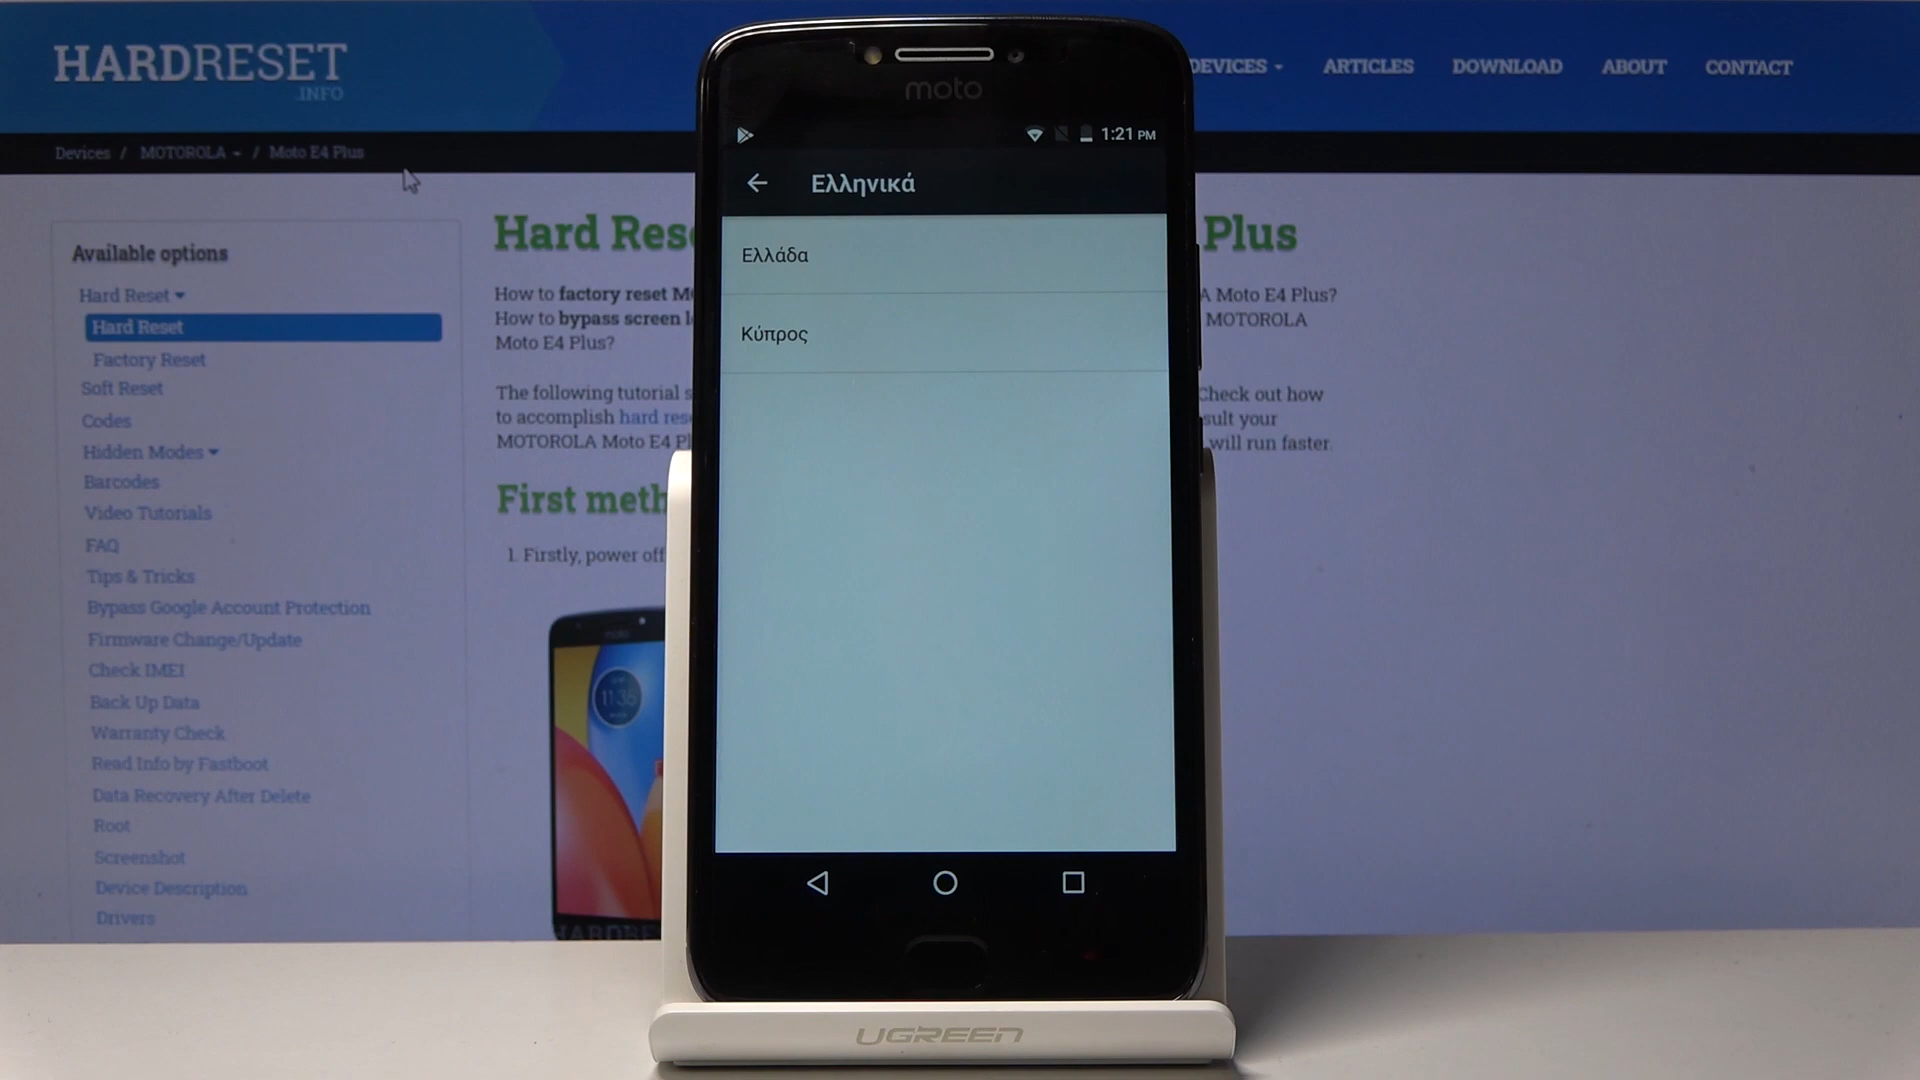 HARDRESET
.INFO
DEVICES
ARTICLES
DOWNLOAD
ABOUT
CONTACT
Devices / MOTOROLA / Moto E4 Plus
moto
1:21 PM
Ελληνικά
Ελλάδα
Κύπρος
Available options
Hard Reset
Hard Reset
Factory Reset
Soft Reset
Codes
Hidden Modes
Barcodes
Video Tutorials
FAQ
Tips & Tricks
Bypass Google Account Protection
Firmware Change/Update
Check IMEI
Back Up Data
Warranty Check
Read Info by Fastboot
Data Recovery After Delete
Root
Screenshot
Device Description
Drivers
Hard Res Plus
How to factory reset M A Moto E4 Plus?
How to bypass screen l MOTOROLA
Moto E4 Plus?
The following tutorial s Check out how
to accomplish hard res sult your
MOTOROLA Moto E4 Pl will run faster.
First meth
1. Firstly, power off
moto
11:35
HARDRE
UGREEN